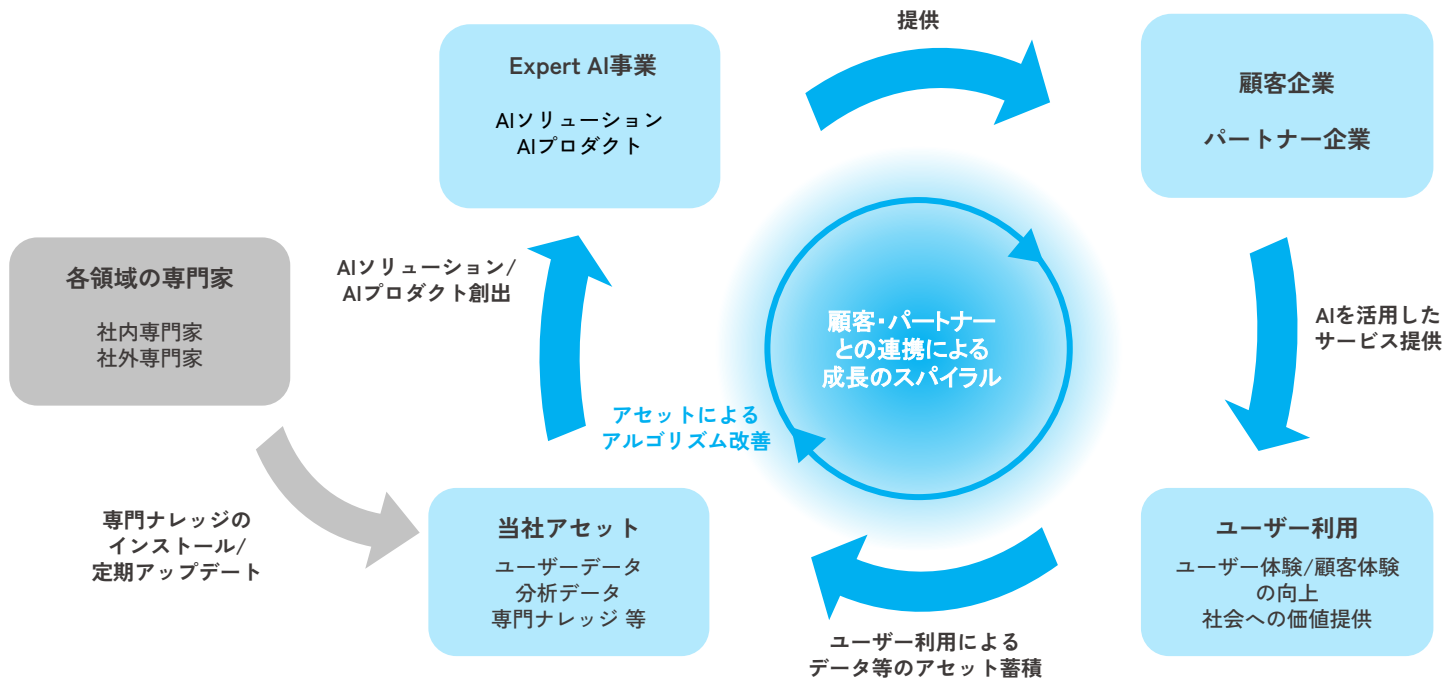 提供
Expert AI事業
AIソリューション
AIプロダクト
顧客企業
パートナー企業
各領域の専門家
社内専門家
社外専門家
AIソリューション/
AIプロダクト創出
顧客・パートナー
との連携による
成長のスパイラル
AIを活用した
サービス提供
アセットによる
アルゴリズム改善
専門ナレッジの
インストール/
定期アップデート
当社アセット
ユーザーデータ
分析データ
専門ナレッジ 等
ユーザー利用
ユーザー体験/顧客体験
の向上
社会への価値提供
ユーザー利用による
データ等のアセット蓄積